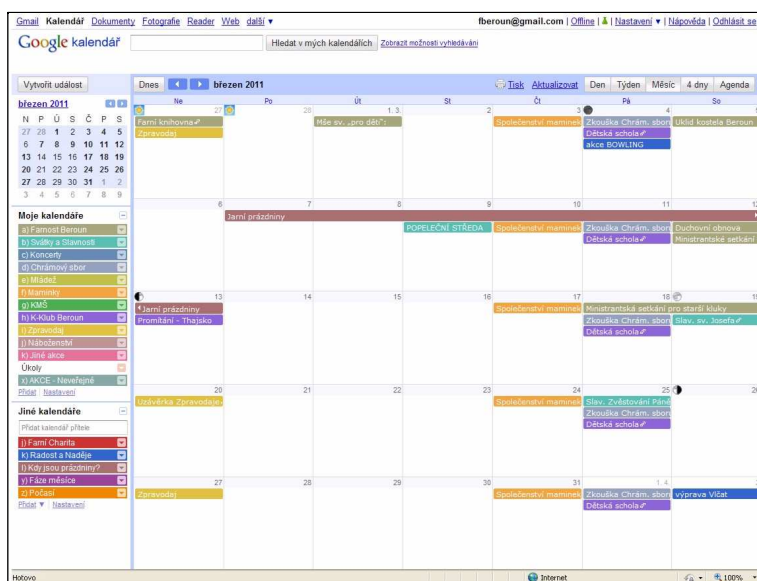 Gmail Kalendář Dokumenty Fotografie Reader Web další ▼
fberoun@gmail.com | Offline | Nastavení ▼ | Nápověda | Odhlásit se
Google kalendář
Hledat v mých kalendářích
Zobrazit možnosti vyhledávání
Vytvořit událost
Dnes
březen 2011
Tisk Aktualizovat Den Týden Měsíc 4 dny Agenda
březen 2011
N P Ú S Č P S
27 28 1 2 3 4 5
6 7 8 9 10 11 12
13 14 15 16 17 18 19
20 21 22 23 24 25 26
27 28 29 30 31 1 2
3 4 5 6 7 8 9
Moje kalendáře
a) Farnost Beroun
b) Svátky a Slavnosti
c) Koncerty
d) Chrámový sbor
e) Mládež
f) Maminky
g) KMŠ
h) K-Klub Beroun
i) Zpravodaj
j) Náboženství
k) Jiné akce
Úkoly
x) AKCE - Neveřejné
Přidat | Nastavení
Jiné kalendáře
Přidat kalendář přítele
j) Farní Charita
k) Radost a Naděje
l) Kdy jsou prázdniny?
y) Fáze měsíce
z) Počasí
Přidat ▼ | Nastavení
Ne Po Út St Čt Pá So
27 28 1. 3. 2 3 4
Farní knihovna Mše sv. „pro děti": Společenství maminek Zkouška Chrám. sbor Uklid kostela Beroun
Zpravodaj Dětská schola
akce BOWLING
6 7 8 9 10 11 12
Jarní prázdniny
POPELEČNÍ STŘEDA Společenství maminek Zkouška Chrám. sbor Duchovní obnova
Dětská schola Ministrantské setkání
13 14 15 16 17 18 19
Jarní prázdniny Společenství maminek Ministrantská setkání pro starší kluky
Promítání - Thajsko Zkouška Chrám. sbor Slav. sv. Josefa
Dětská schola
20 21 22 23 24 25 26
Uzávěrka Zpravodaje Společenství maminek Slav. Zvěstování Páně
Zkouška Chrám. sbor
Dětská schola
27 28 29 30 31 1. 4.
Zpravodaj Společenství maminek Zkouška Chrám. sbor výprava Vlčat
Dětská schola
Hotovo Internet 100%